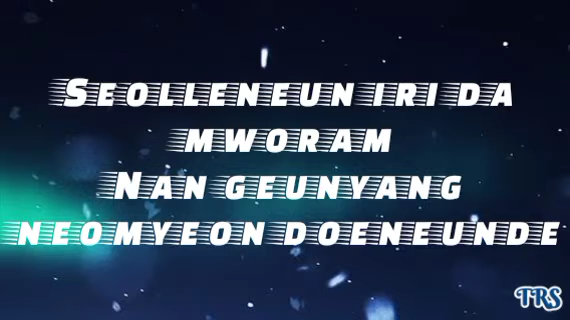 Seolleneun iri da
mworam
Nan geunyang
neomyeon doeneunde
TRS